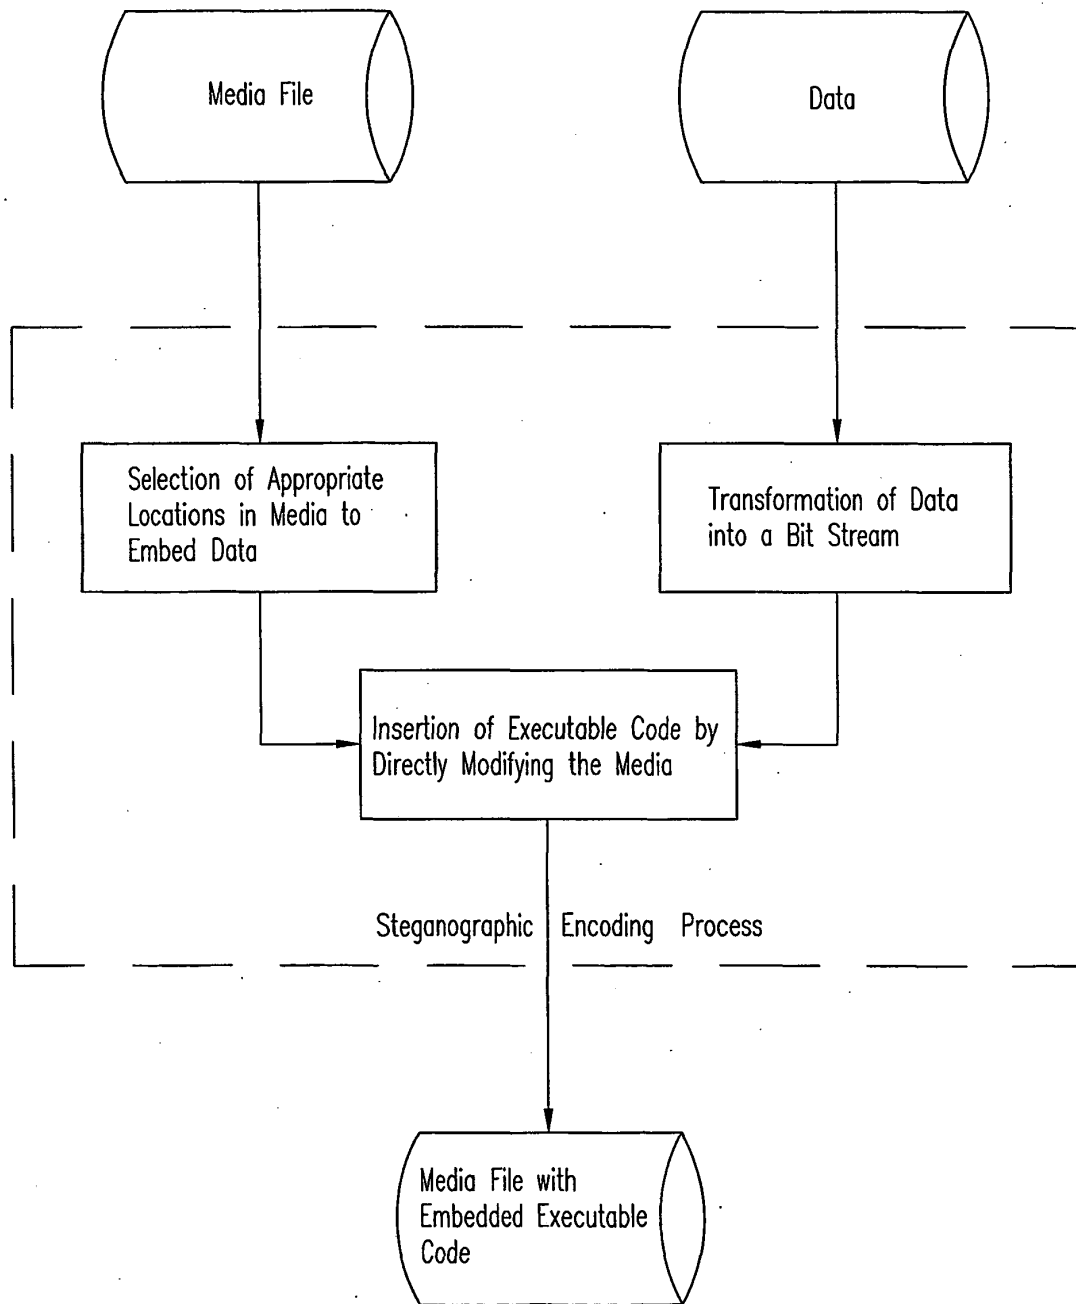 Media File
Data
Selection of Appropriate
Locations in Media to
Embed Data
Transformation of Data
into a Bit Stream
Insertion of Executable Code by
Directly Modifying the Media
Steganographic Encoding Process
Media File with
Embedded Executable
Code